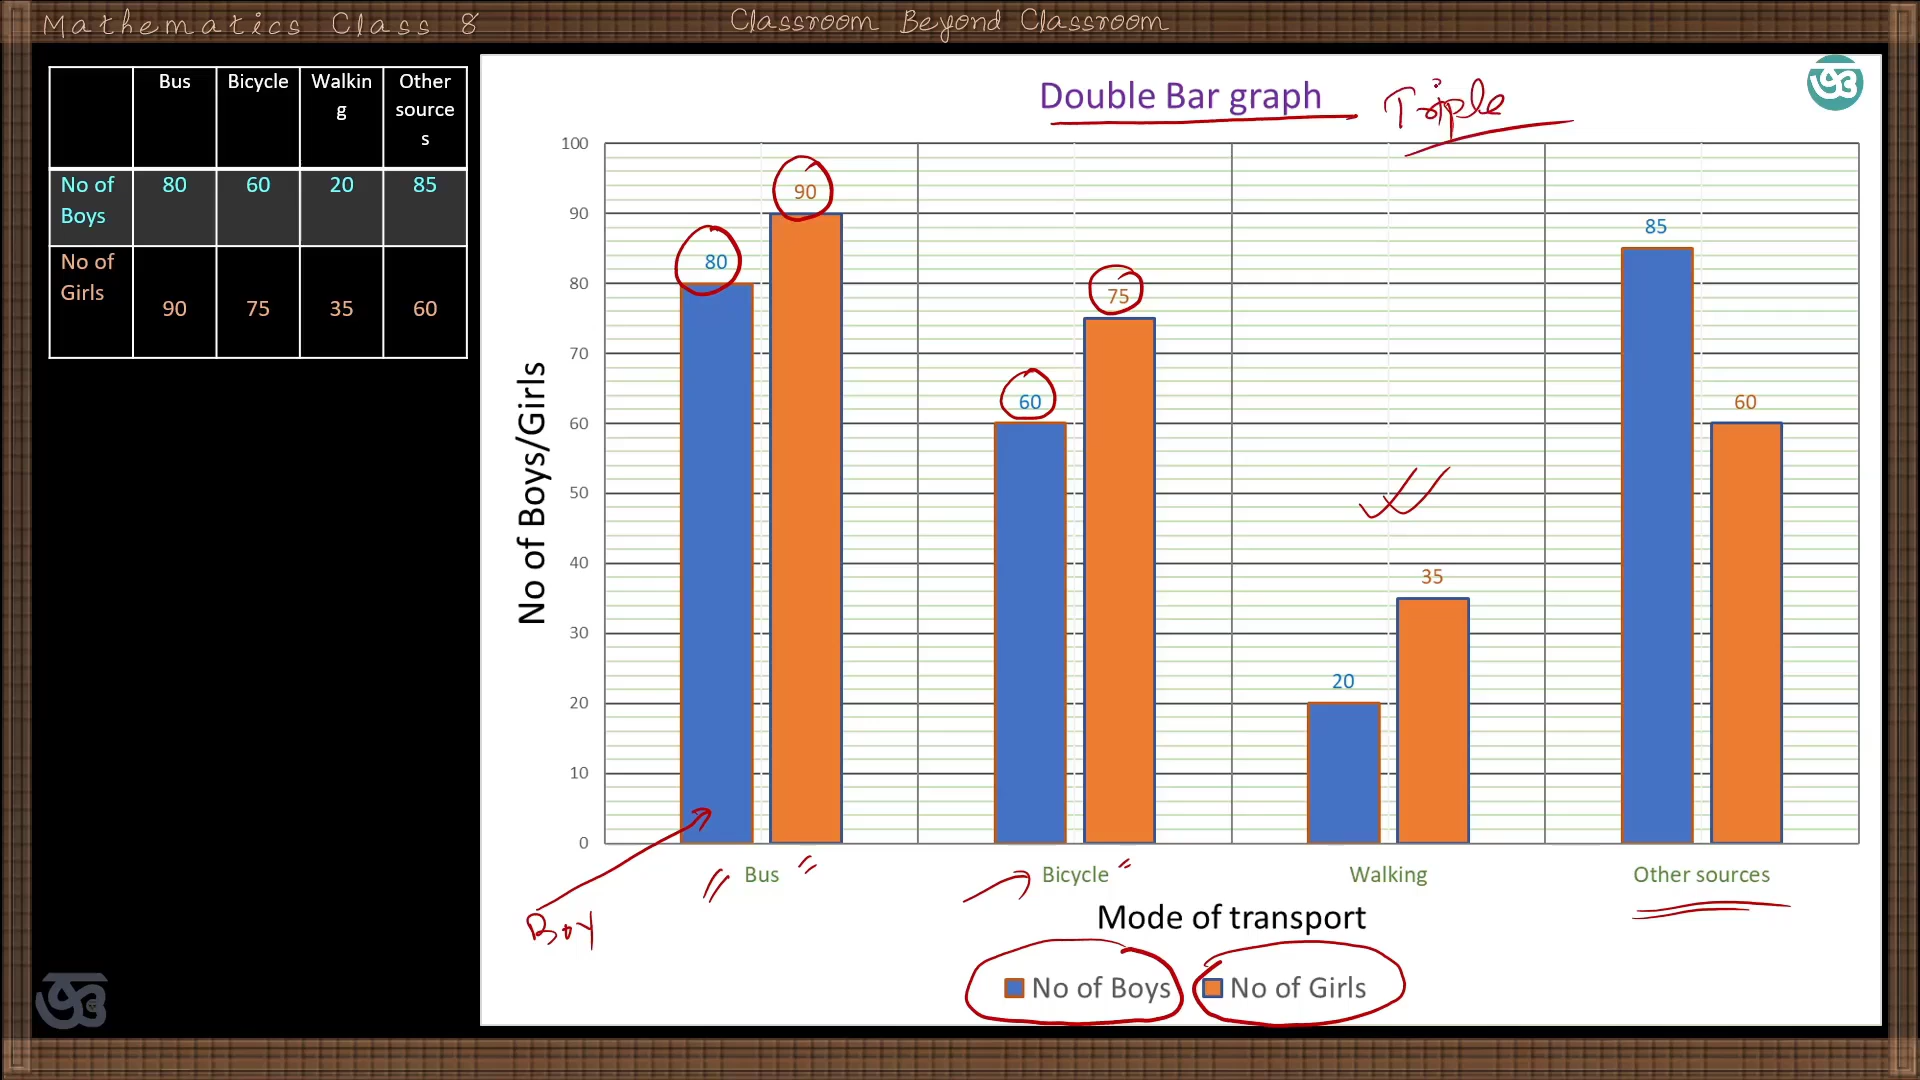 Mathematics Class 8
Classroom Beyond Classroom
Bus Bicycle Walkin
g Other
source
s
No of
Boys 80 60 20 85
No of
Girls 90 75 35 60
Double Bar graph Triple
No of Boys/Girls
100
90
80
70
60
50
40
30
20
10
0
80 90
60 75
20 35
85 60
Bus Bicycle Walking Other sources
Boy
Mode of transport
No of Boys No of Girls